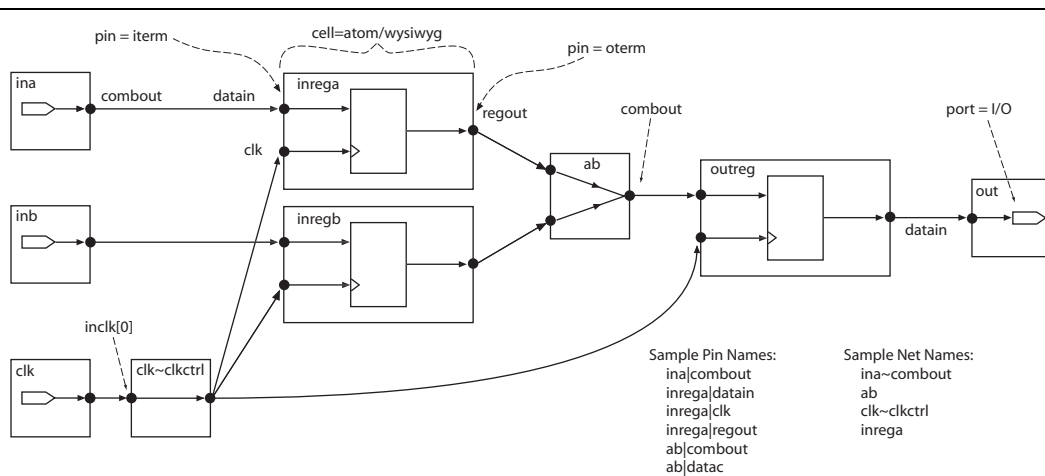 pin = iterm
cell=atom/wysiwyg
pin = oterm
ina
combout
datain
inrega
regout
combout
port = I/O
clk
ab
outreg
out
inb
inregb
datain
inclk[0]
clk
clk~clkctrl
Sample Pin Names:
ina|combout
inrega|datain
inrega|clk
inrega|regout
ab|combout
ab|datac
Sample Net Names:
ina~combout
ab
clk~clkctrl
inrega